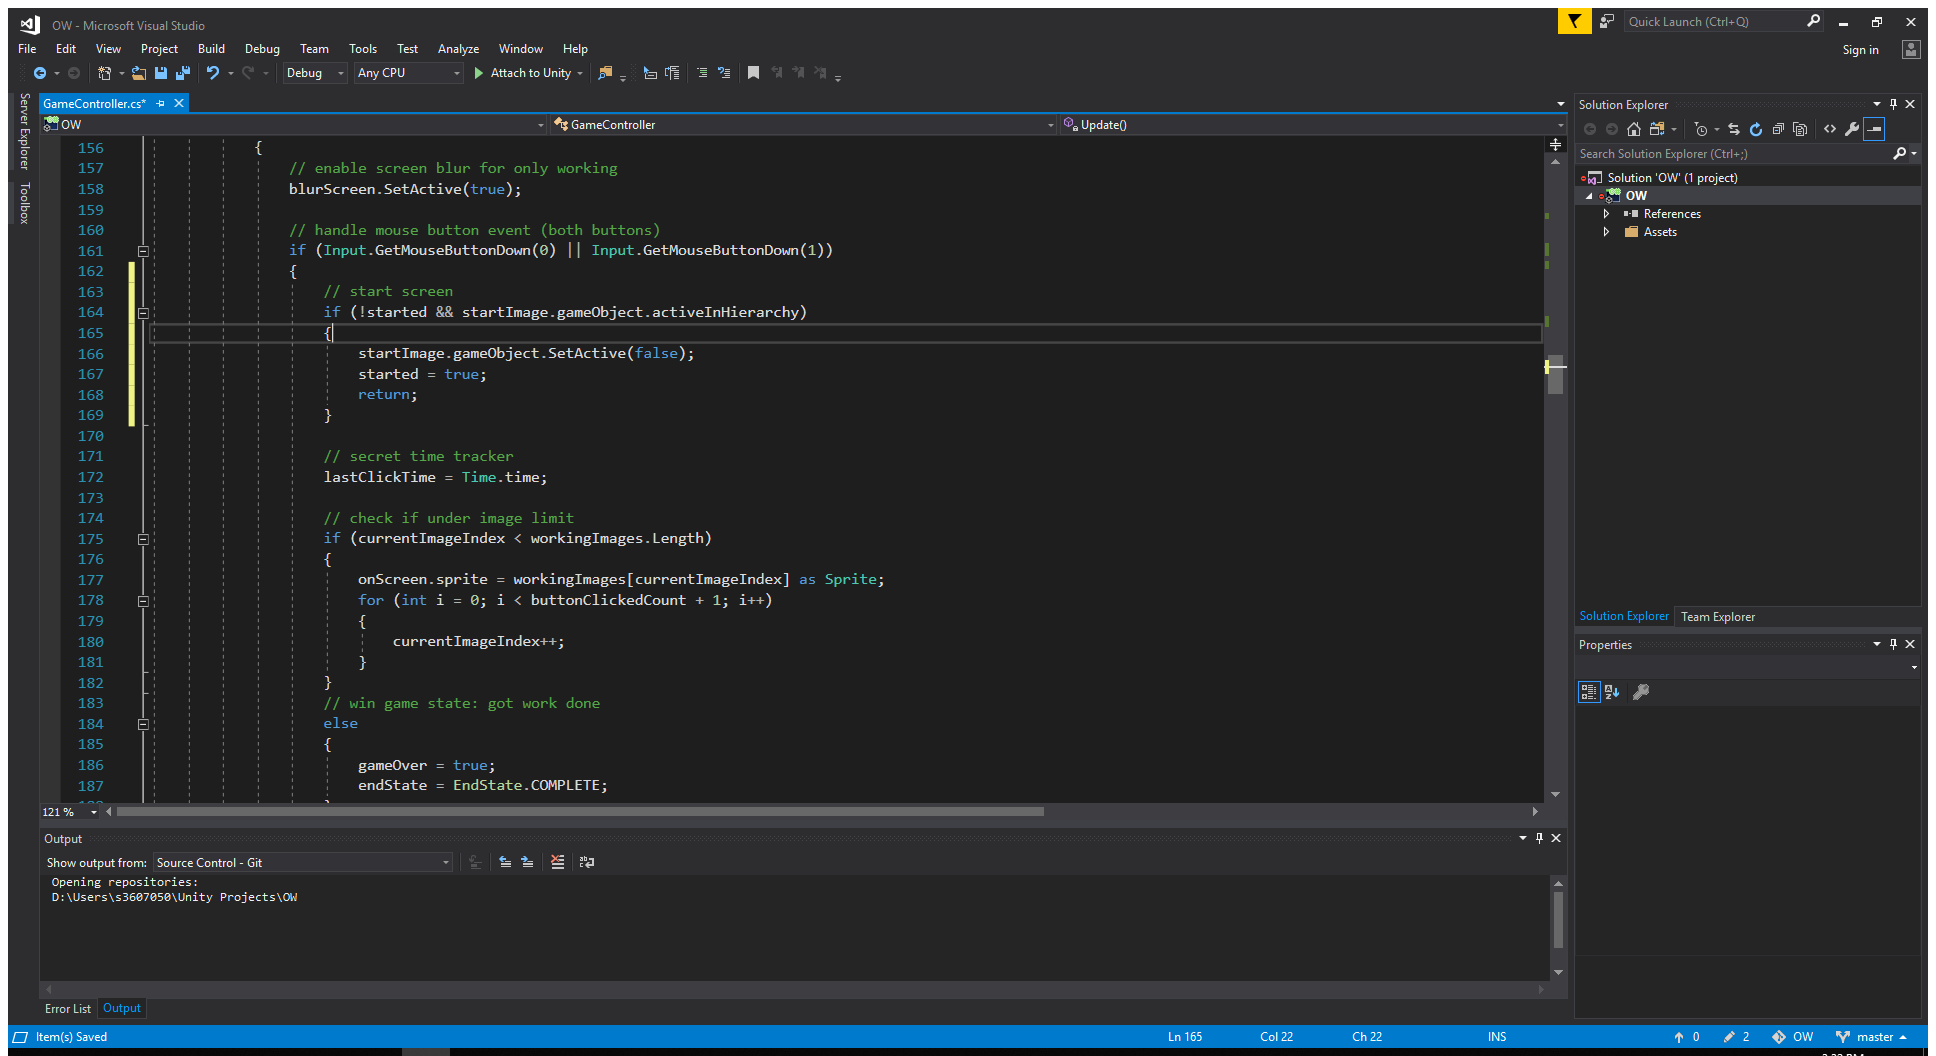 OW - Microsoft Visual Studio
Quick Launch (Ctrl+Q)
File Edit View Project Build Debug Team Tools Test Analyze Window Help
Sign in
Debug Any CPU Attach to Unity
Server Explorer
Toolbox
GameController.cs*
OW GameController Update()
156 {
157 // enable screen blur for only working
158 blurScreen.SetActive(true);
159
160 // handle mouse button event (both buttons)
161 if (Input.GetMouseButtonDown(0) || Input.GetMouseButtonDown(1))
162 {
163 // start screen
164 if (!started && startImage.gameObject.activeInHierarchy)
165 {
166 startImage.gameObject.SetActive(false);
167 started = true;
168 return;
169 }
170
171 // secret time tracker
172 lastClickTime = Time.time;
173
174 // check if under image limit
175 if (currentImageIndex < workingImages.Length)
176 {
177 onScreen.sprite = workingImages[currentImageIndex] as Sprite;
178 for (int i = 0; i < buttonClickedCount + 1; i++)
179 {
180 currentImageIndex++;
181 }
182 }
183 // win game state: got work done
184 else
185 {
186 gameOver = true;
187 endState = EndState.COMPLETE;
121 %
Output
Show output from: Source Control - Git
Opening repositories:
D:\Users\s3607050\Unity Projects\OW
Error List Output
Solution Explorer
Search Solution Explorer (Ctrl+;)
Solution 'OW' (1 project)
OW
References
Assets
Solution Explorer Team Explorer
Properties
Item(s) Saved Ln 165 Col 22 Ch 22 INS 0 2 OW master